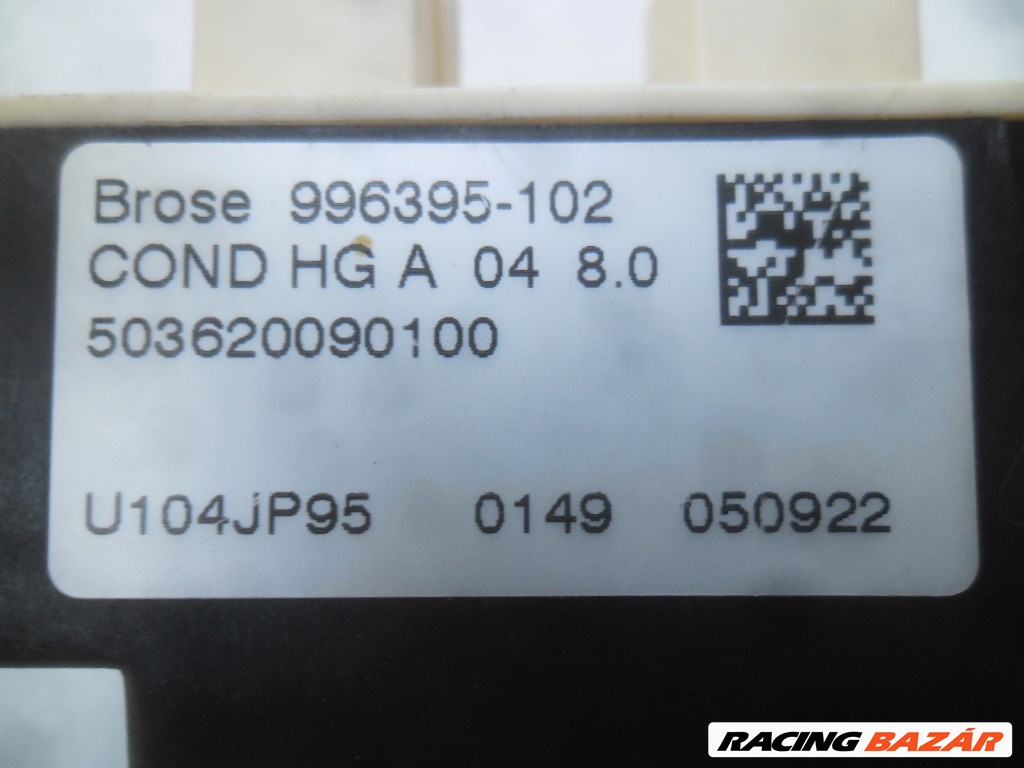 Brose 996395-102
COND HG A 04 8.0
503620090100
U104JP95 0149 050922
RACING BAZÁR